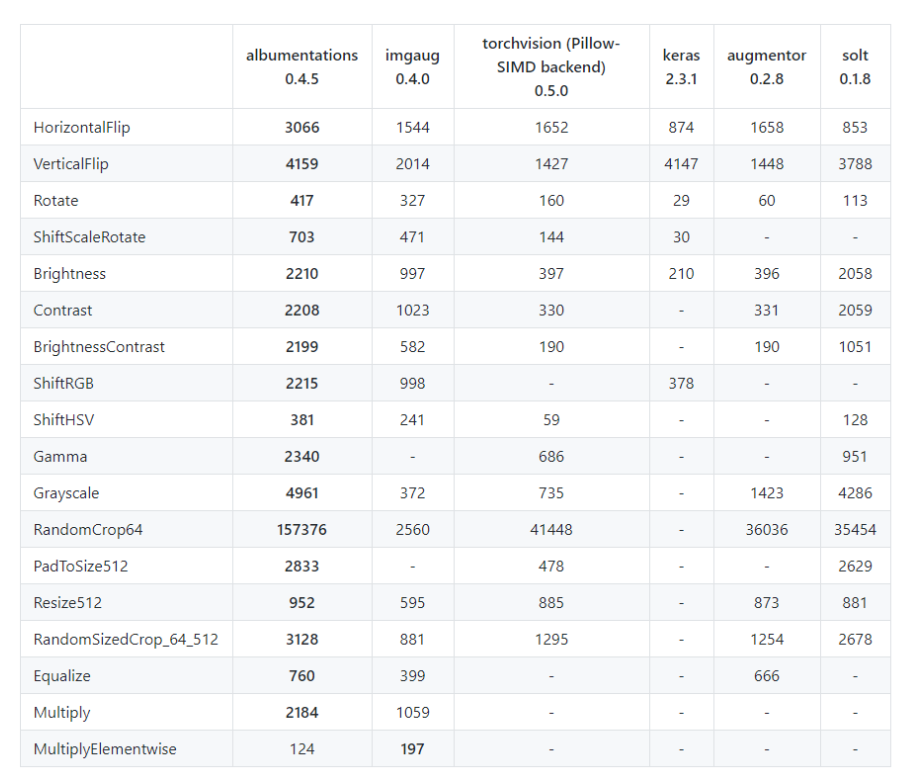 albumentations 0.4.5 imgaug 0.4.0 torchvision (Pillow-SIMD backend) 0.5.0 keras 2.3.1 augmentor 0.2.8 solt 0.1.8
HorizontalFlip 3066 1544 1652 874 1658 853
VerticalFlip 4159 2014 1427 4147 1448 3788
Rotate 417 327 160 29 60 113
ShiftScaleRotate 703 471 144 30 - -
Brightness 2210 997 397 210 396 2058
Contrast 2208 1023 330 - 331 2059
BrightnessContrast 2199 582 190 - 190 1051
ShiftRGB 2215 998 - 378 - -
ShiftHSV 381 241 59 - - 128
Gamma 2340 - 686 - - 951
Grayscale 4961 372 735 - 1423 4286
RandomCrop64 157376 2560 41448 - 36036 35454
PadToSize512 2833 - 478 - - 2629
Resize512 952 595 885 - 873 881
RandomSizedCrop_64_512 3128 881 1295 - 1254 2678
Equalize 760 399 - - 666 -
Multiply 2184 1059 - - - -
MultiplyElementwise 124 197 - - - -